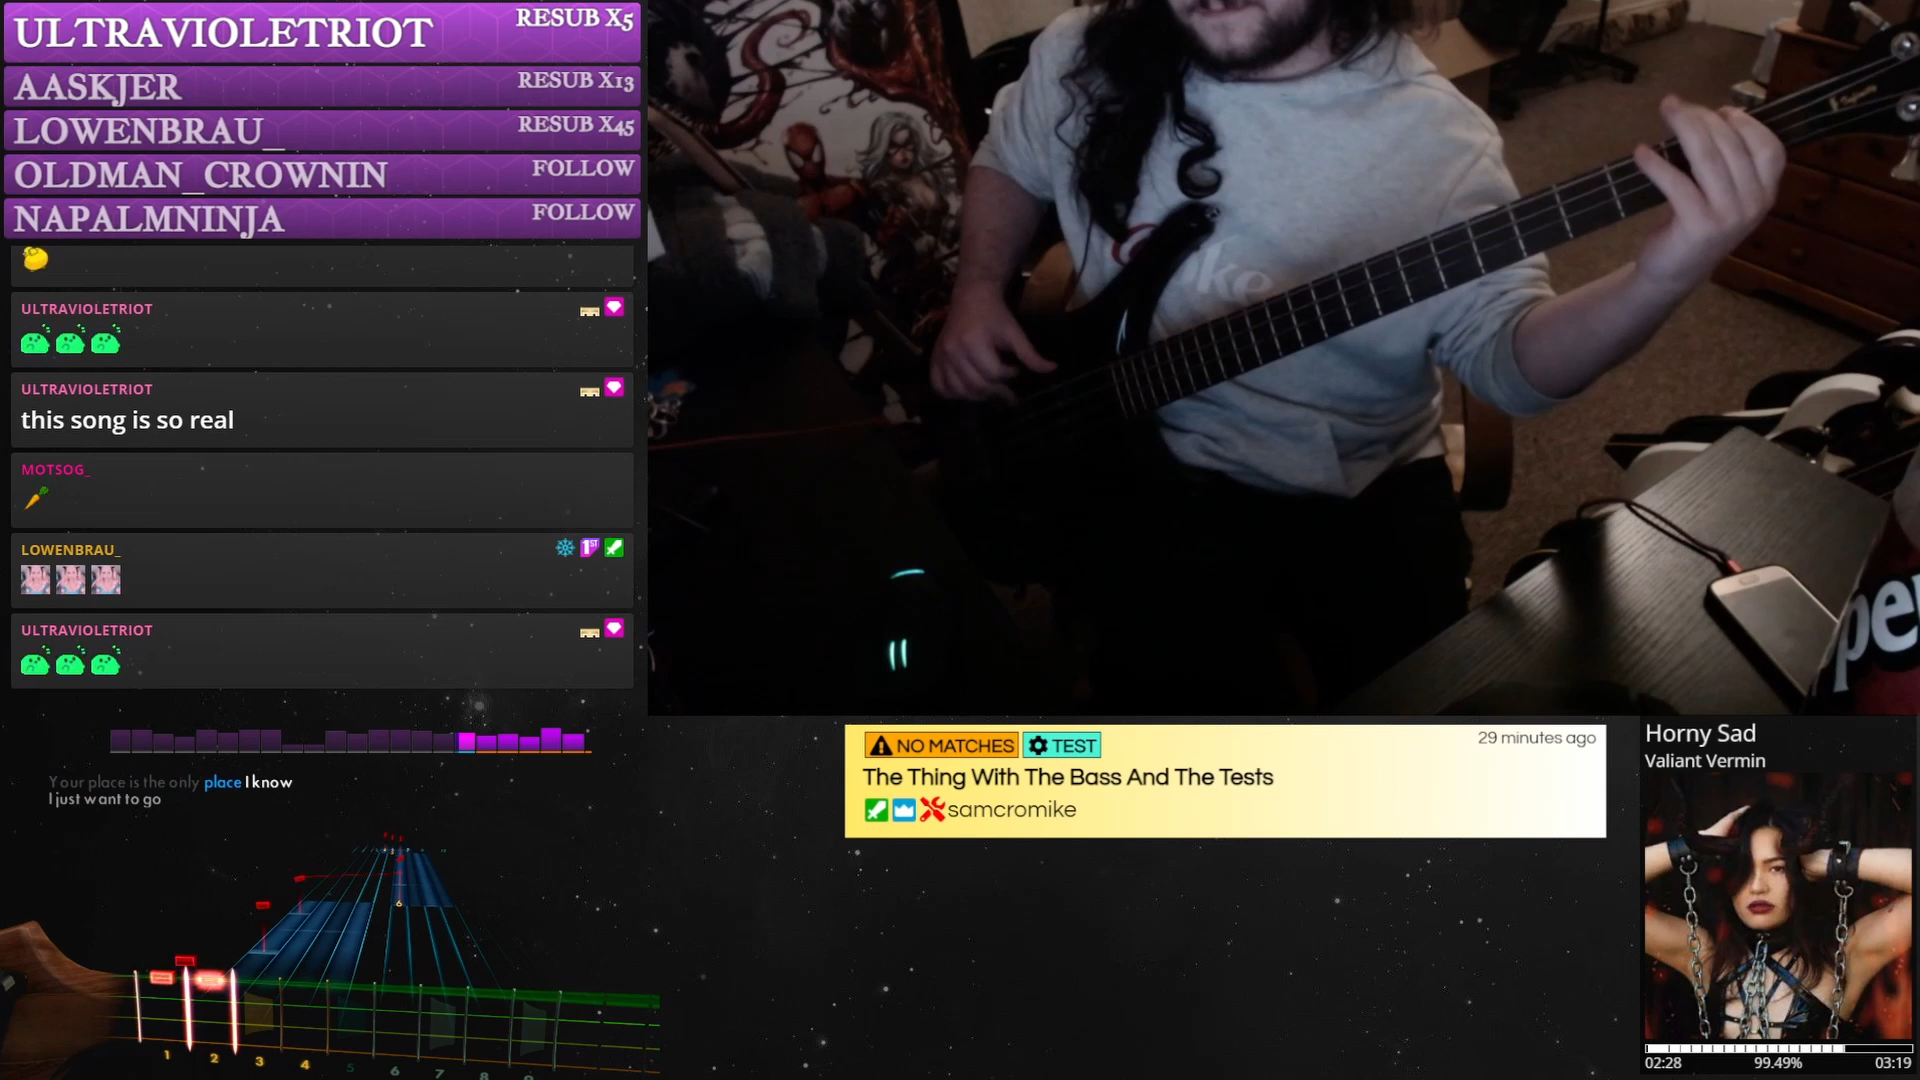 ULTRAVIOLETRIOT RESUB X5
AASKJER RESUB X13
LOWENBRAU_ RESUB X45
OLDMAN_CROWNIN FOLLOW
NAPALMNINJA FOLLOW
ULTRAVIOLETRIOT
ULTRAVIOLETRIOT
this song is so real
MOTSOG_
LOWENBRAU_
1ST
ULTRAVIOLETRIOT
Your place is the only place I know
I just want to go
6
1 2 3 4 5 6 7 8 9
NO MATCHES TEST 29 minutes ago
The Thing With The Bass And The Tests
samcromike
Horny Sad
Valiant Vermin
02:28 99.49% 03:19